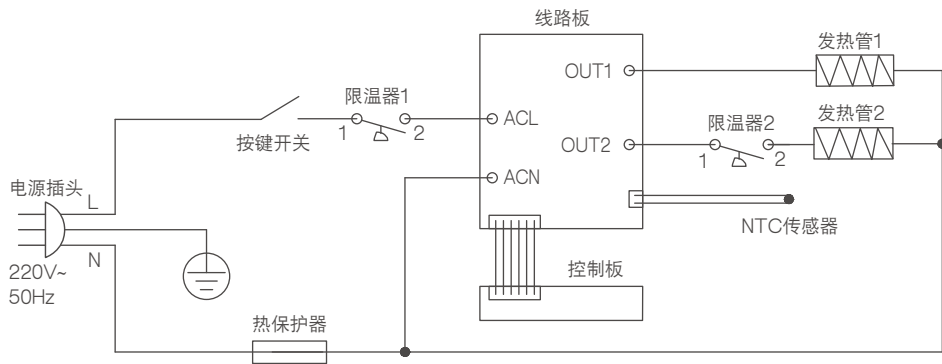 线路板
发热管1
OUT1
限温器1
ACL
1
2
按键开关
发热管2
限温器2
OUT2
1
2
ACN
电源插头
L
N
220V~
50Hz
NTC传感器
控制板
热保护器